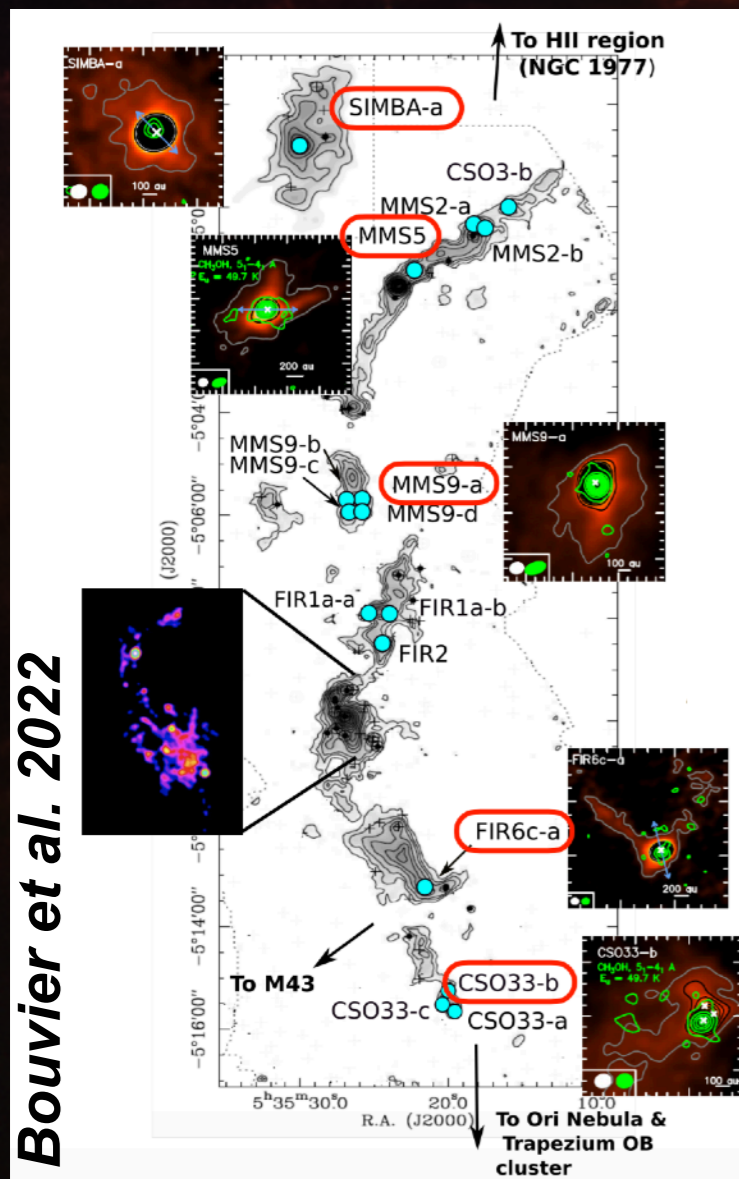 To HII region
(NGC 1977)
SIMBA-a
100 au
SIMBA-a
CSO3-b
MMS2-a
MMS5
MMS2-b
MMS5
CH₃OH, 5₁-4₁ A
Eᵤ = 49.7 K
200 au
-5°04'
MMS9-b
MMS9-c
MMS9-a
MMS9-d
MMS9-a
100 au
-5°06'00"
(J2000)
FIR1a-a
FIR1a-b
FIR2
FIR6c-a
200 au
FIR6c-a
-5°14'00"
To M43
CSO33-b
CSO33-b
CH₃OH, 5₁-4₁ A
Eᵤ = 49.7 K
100 au
CSO33-c
CSO33-a
-5°16'00"
5ʰ35ᵐ30ˢ.0
20ˢ.0
10ˢ.0
R.A. (J2000)
To Ori Nebula &
Trapezium OB
cluster
Bouvier et al. 2022